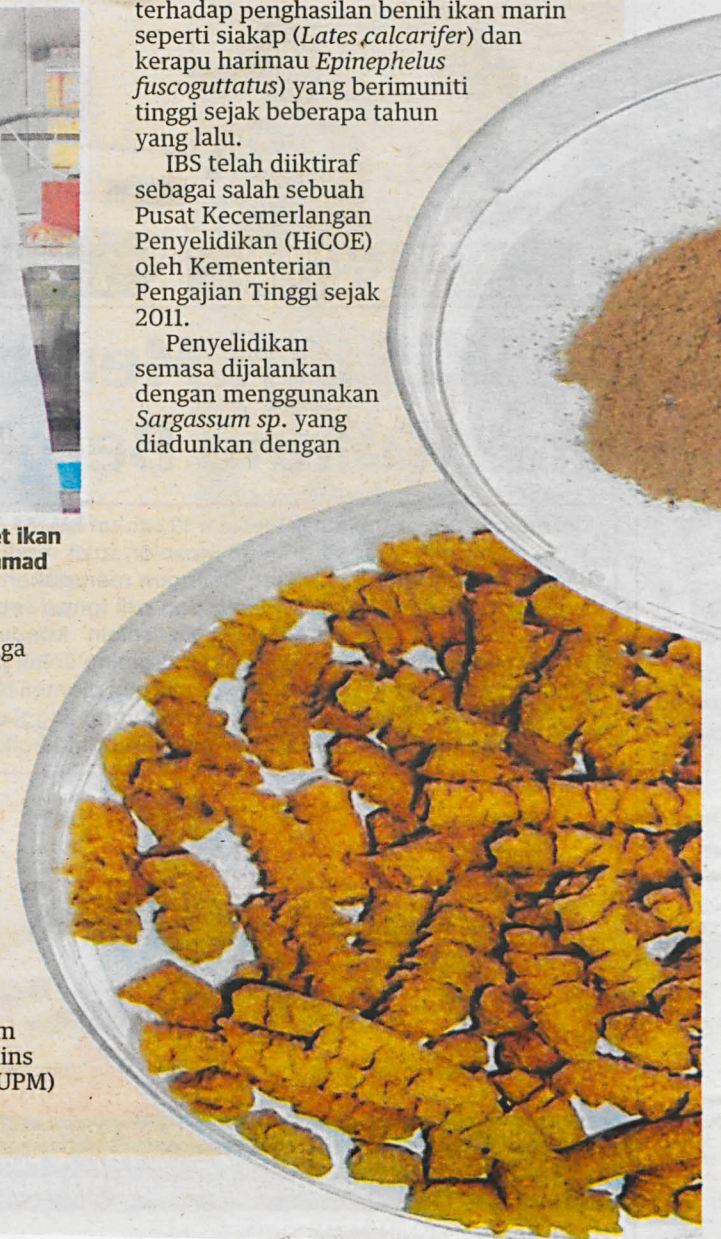 terhadap penghasilan benih ikan marin
seperti siakap (Lates calcarifer) dan
kerapu harimau Epinephelus
fuscoguttatus) yang berimuniti
tinggi sejak beberapa tahun
yang lalu.
IBS telah diiktiraf
sebagai salah sebuah
Pusat Kecemerlangan
Penyelidikan (HiCOE)
oleh Kementerian
Pengajian Tinggi sejak
2011.
Penyelidikan
semasa dijalankan
dengan menggunakan
Sargassum sp. yang
diadunkan dengan
et ikan
mad
ga
m
ins
UPM)